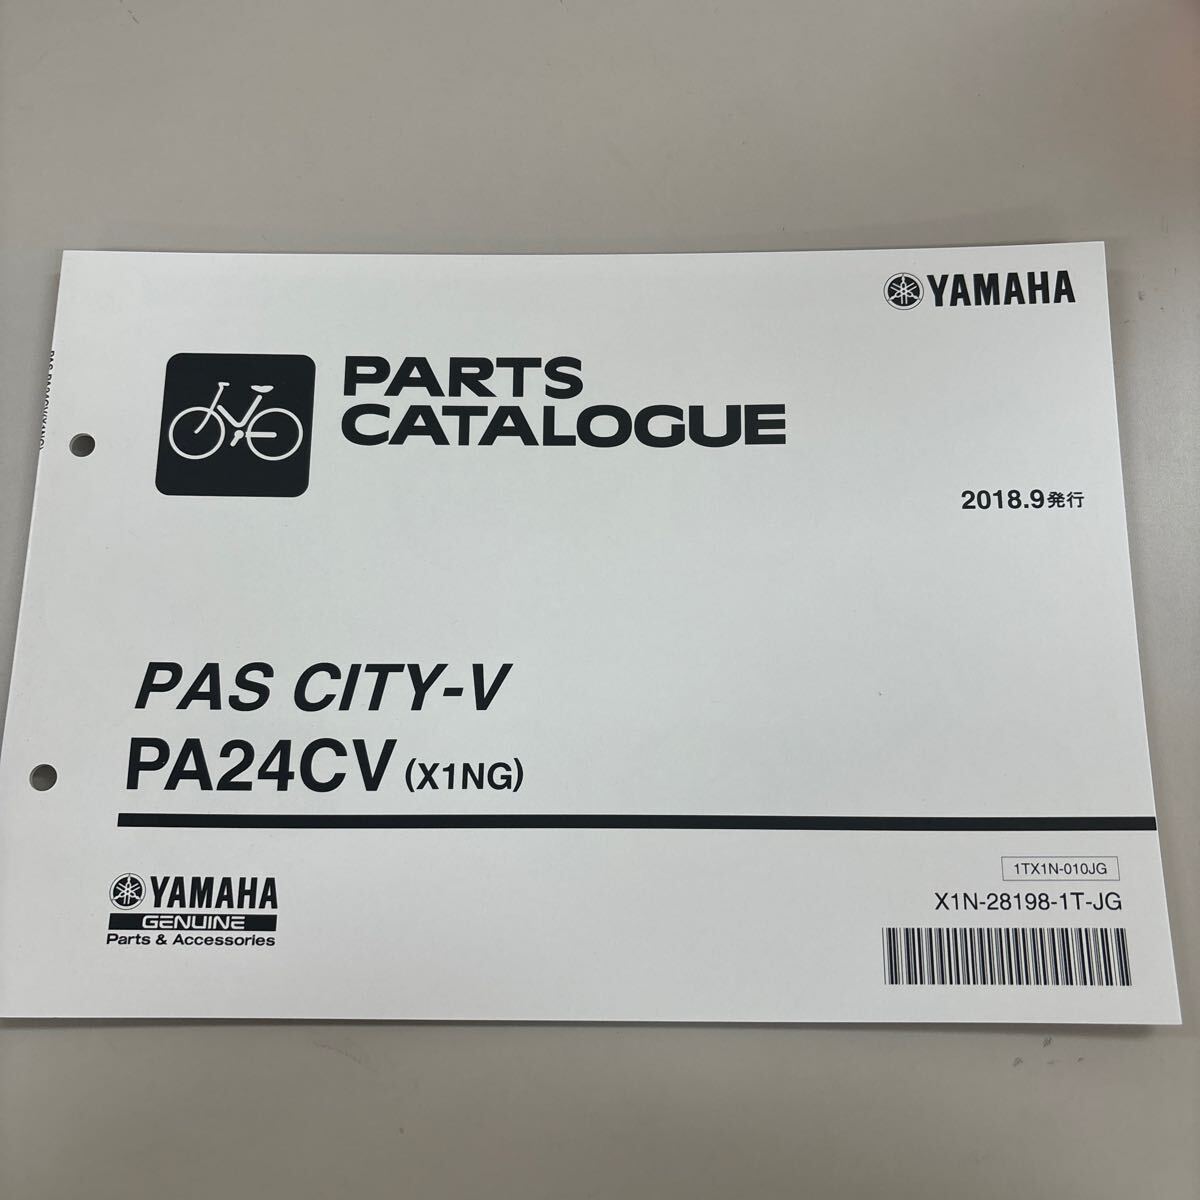 YAMAHA
PARTS
CATALOGUE
2018.9発行
PAS CITY-V
PA24CV (X1NG)
YAMAHA
GENUINE
Parts & Accessories
1TX1N-010JG
X1N-28198-1T-JG